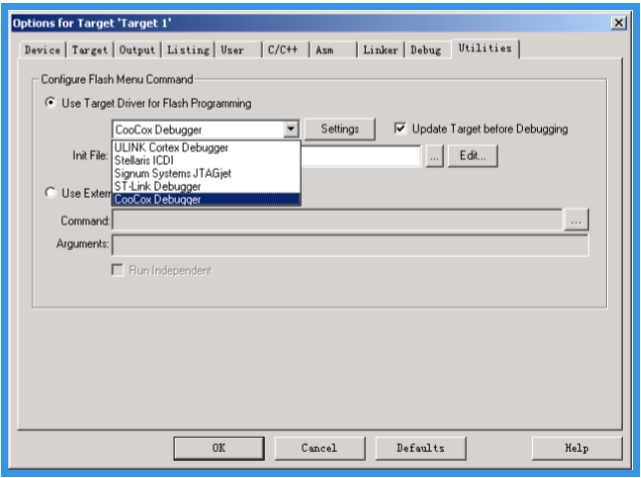 Options for Target 'Target 1'
Device Target Output Listing User C/C++ Asm Linker Debug Utilities
Configure Flash Menu Command
Use Target Driver for Flash Programming
CooCox Debugger Settings Update Target before Debugging
ULINK Cortex Debugger
Init File: ... Edit...
Stellaris ICDI
Signum Systems JTAGjet
ST-Link Debugger
Use Extern
CooCox Debugger
Command: ...
Arguments:
Run Independent
OK Cancel Defaults Help